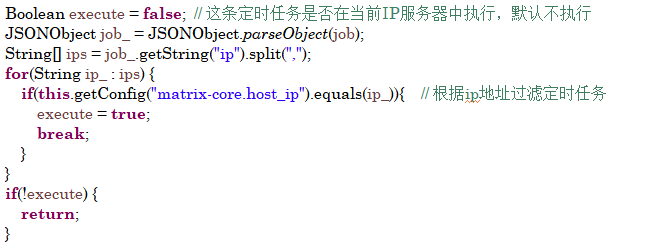 Boolean execute = false;  // 这条定时任务是否在当前IP服务器中执行，默认不执行
JSONObject job_ = JSONObject.parseObject(job);
String[] ips = job_.getString("ip").split(",");
for(String ip_ : ips) {
    if(this.getConfig("matrix-core.host_ip").equals(ip_)){    // 根据ip地址过滤定时任务
        execute = true;
        break;
    }
}
if(!execute) {
    return;
}